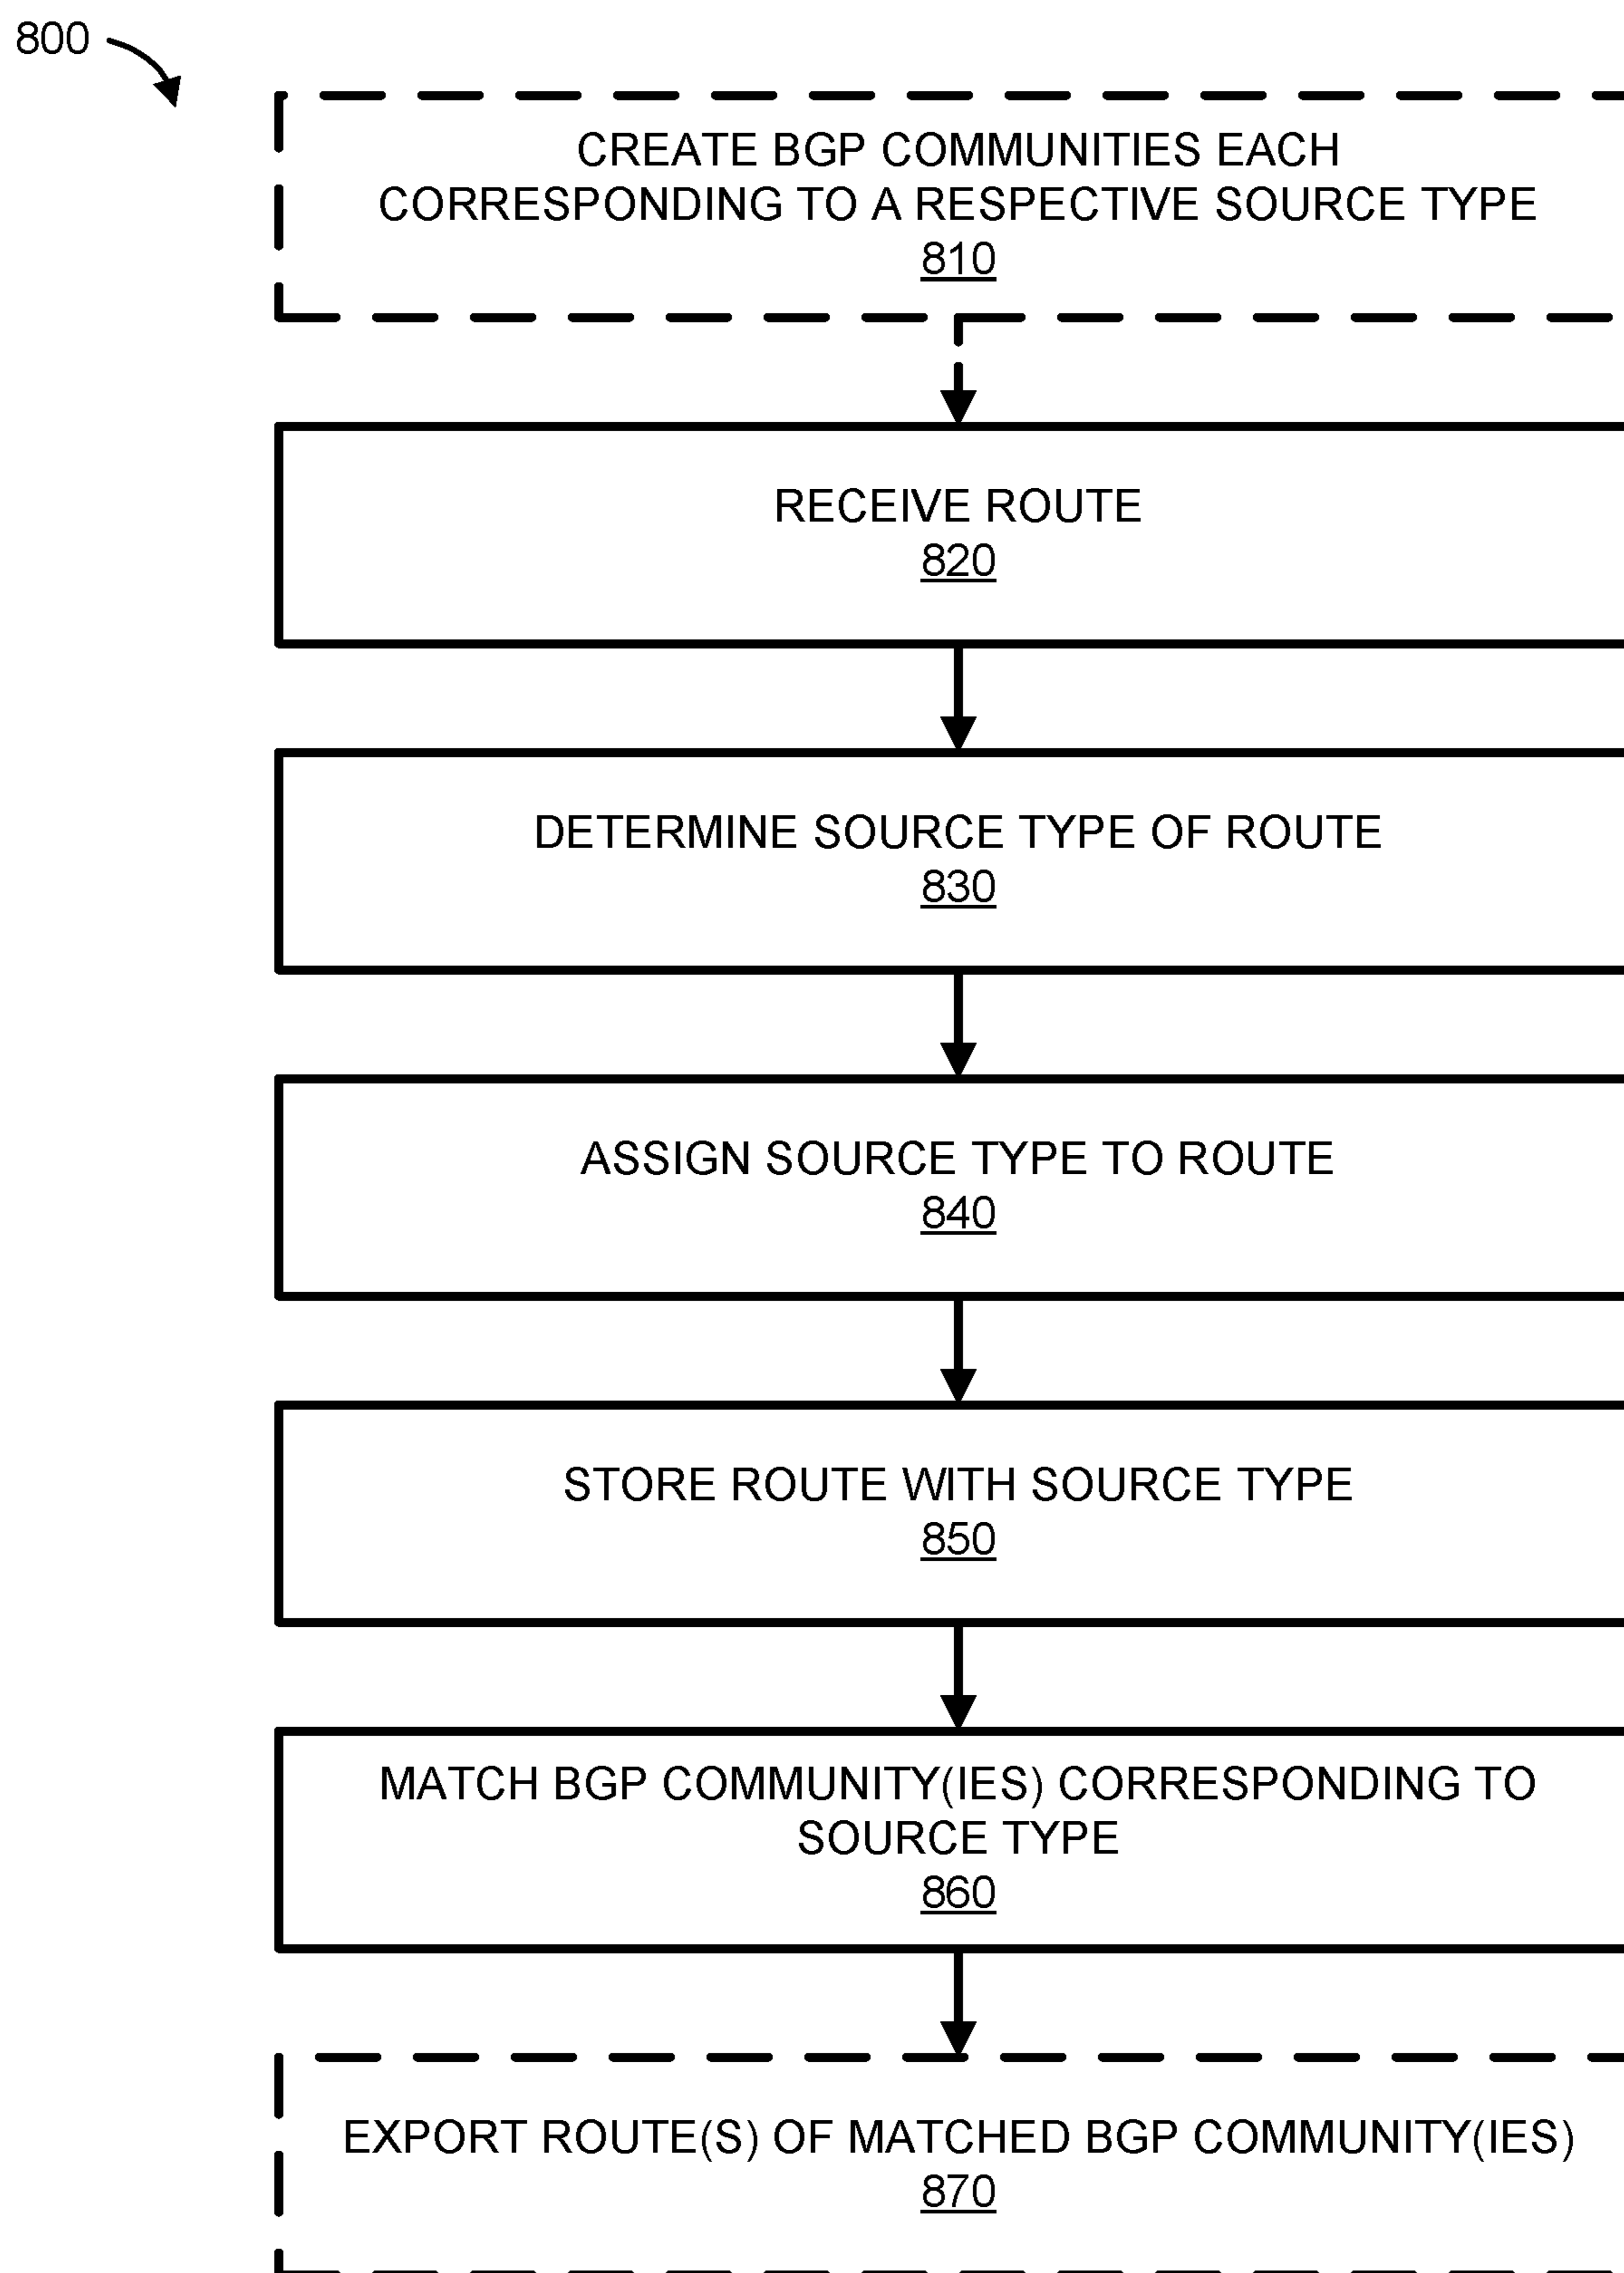 800
CREATE BGP COMMUNITIES EACH
CORRESPONDING TO A RESPECTIVE SOURCE TYPE
810
RECEIVE ROUTE
820
DETERMINE SOURCE TYPE OF ROUTE
830
ASSIGN SOURCE TYPE TO ROUTE
840
STORE ROUTE WITH SOURCE TYPE
850
MATCH BGP COMMUNITY(IES) CORRESPONDING TO
SOURCE TYPE
860
EXPORT ROUTE(S) OF MATCHED BGP COMMUNITY(IES)
870